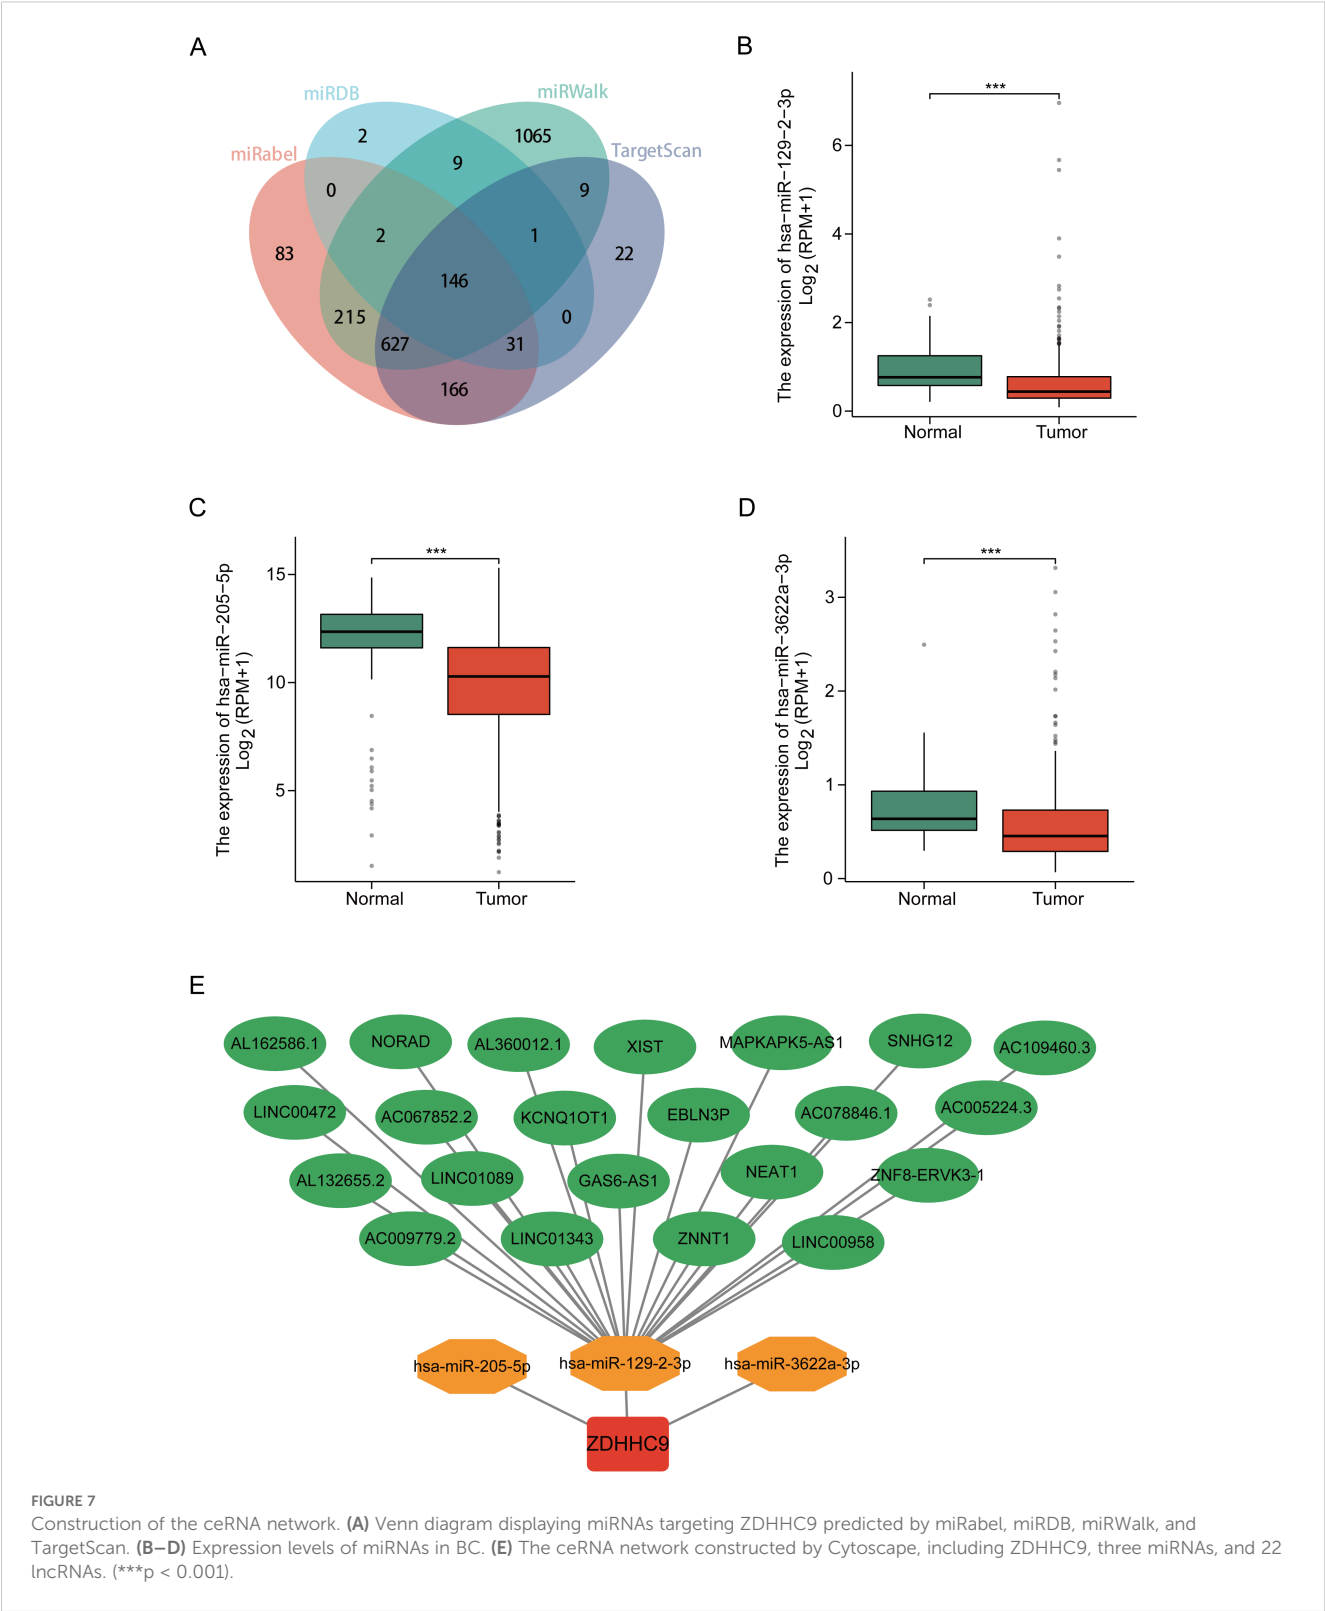 A
miRDB
miRWalk
miRabel
TargetScan
2
1065
9
0
9
2
1
83
22
146
215
0
627
31
166
B
The expression of hsa−miR−129−2−3p
Log2 (RPM+1)
***
6
4
2
0
Normal
Tumor
C
The expression of hsa−miR−205−5p
Log2 (RPM+1)
***
15
10
5
Normal
Tumor
D
The expression of hsa−miR−3622a−3p
Log2 (RPM+1)
***
3
2
1
0
Normal
Tumor
E
AL162586.1
NORAD
AL360012.1
XIST
MAPKAPK5-AS1
SNHG12
AC109460.3
LINC00472
AC067852.2
KCNQ1OT1
EBLN3P
AC078846.1
AC005224.3
AL132655.2
LINC01089
GAS6-AS1
NEAT1
ZNF8-ERVK3-1
AC009779.2
LINC01343
ZNNT1
LINC00958
hsa-miR-205-5p
hsa-miR-129-2-3p
hsa-miR-3622a-3p
ZDHHC9
FIGURE 7
Construction of the ceRNA network. (A) Venn diagram displaying miRNAs targeting ZDHHC9 predicted by miRabel, miRDB, miRWalk, and
TargetScan. (B–D) Expression levels of miRNAs in BC. (E) The ceRNA network constructed by Cytoscape, including ZDHHC9, three miRNAs, and 22
lncRNAs. (***p < 0.001).